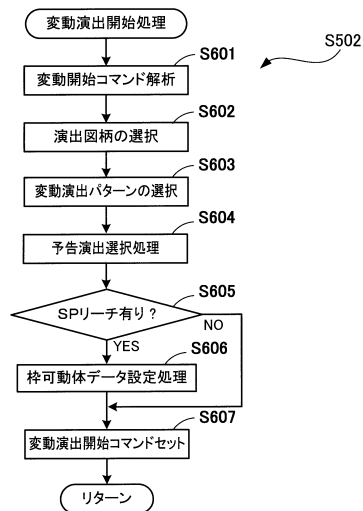 変動演出開始処理
S502
S601
変動開始コマンド解析
S602
演出図柄の選択
S603
変動演出パターンの選択
S604
予告演出選択処理
S605
SPリーチ有り?
NO
YES
S606
枠可動体データ設定処理
S607
変動演出開始コマンドセット
リターン